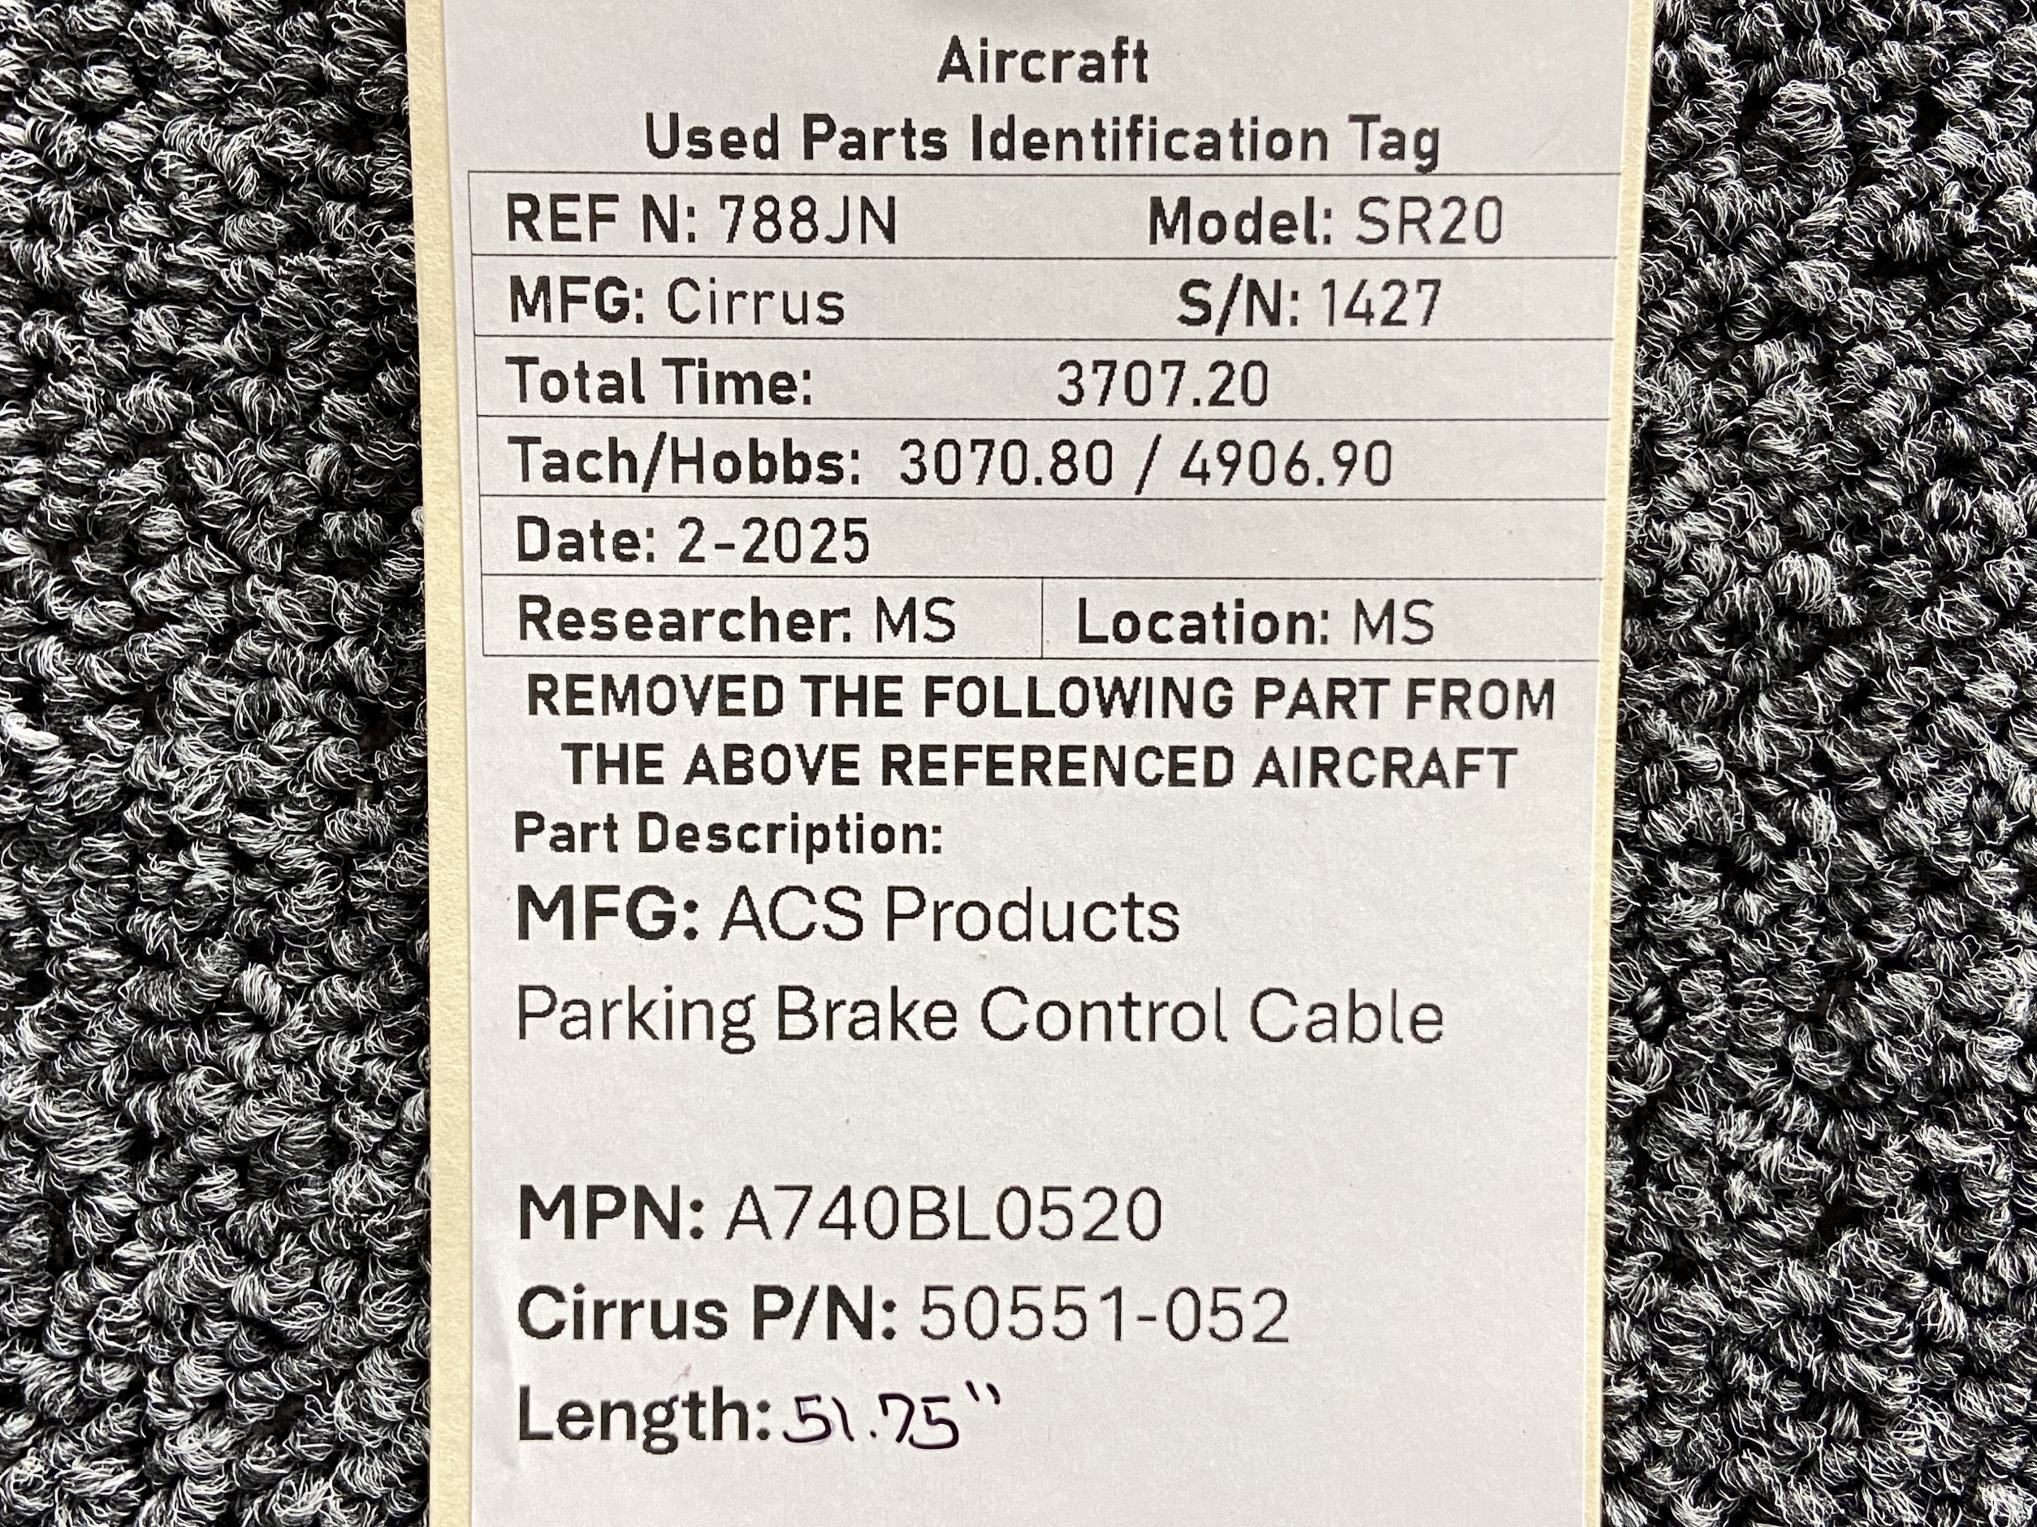 Aircraft
Used Parts Identification Tag
REF N: 788JN Model: SR20
MFG: Cirrus S/N: 1427
Total Time: 3707.20
Tach/Hobbs: 3070.80 / 4906.90
Date: 2-2025
Researcher: MS Location: MS
REMOVED THE FOLLOWING PART FROM
THE ABOVE REFERENCED AIRCRAFT
Part Description:
MFG: ACS Products
Parking Brake Control Cable
MPN: A740BL0520
Cirrus P/N: 50551-052
Length: 51.75"